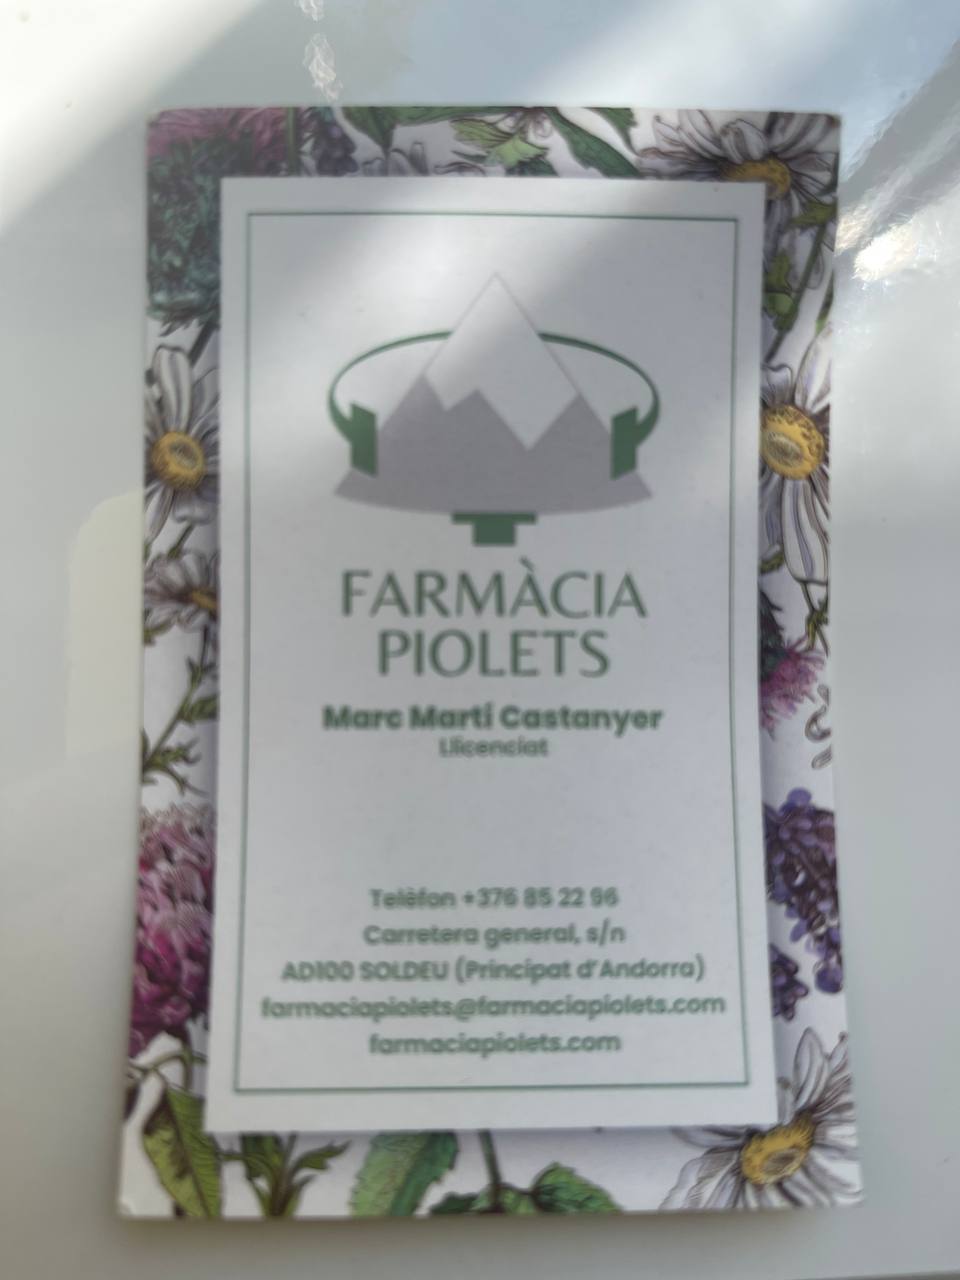 FARMÀCIA
PIOLETS
Marc Martí Castanyer
Llicenciat
Telèfon +376 85 22 96
Carretera general, s/n
AD100 SOLDEU (Principat d'Andorra)
farmaciapiolets@farmaciapiolets.com
farmaciapiolets.com